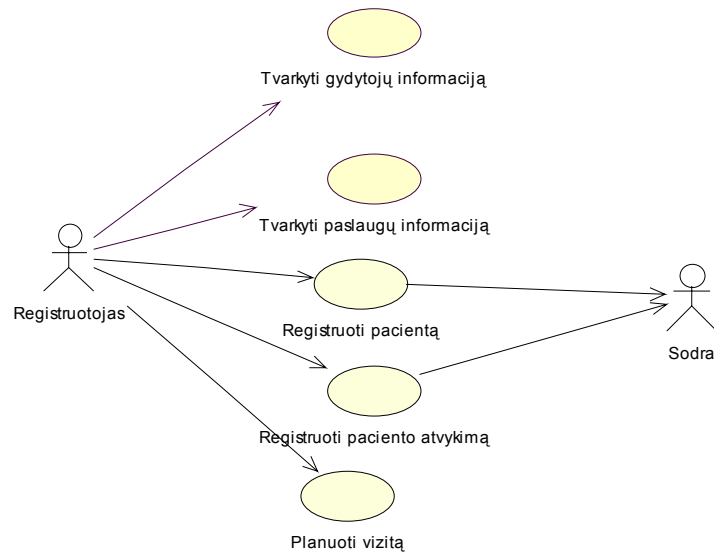 Tvarkyti gydytojų informaciją
Tvarkyti paslaugų informaciją
Registruotojas
Registruoti pacientą
Sodra
Registruoti paciento atvykimą
Planuoti vizitą